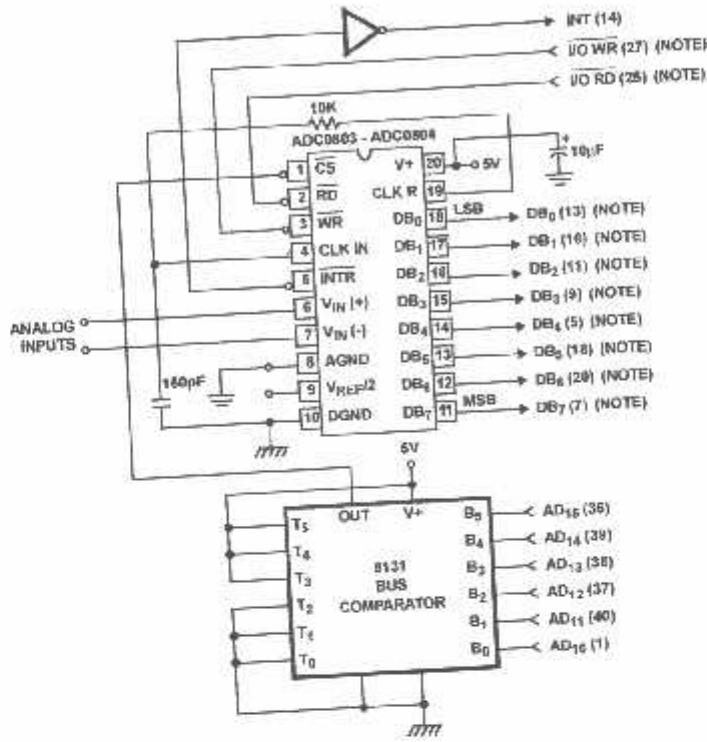 INT (14)
I/O WR (27) (NOTE)
I/O RD (25) (NOTE)
10K
ADC0803 - ADC0804
1 CS
2 RD
3 WR
4 CLK IN
5 INTR
6 VIN (+)
7 VIN (-)
8 AGND
9 VREF/2
10 DGND
V+ 20
CLK R 19
DB0 18 LSB
DB1 17
DB2 16
DB3 15
DB4 14
DB5 13
DB6 12
DB7 11 MSB
5V
+
10µF
DB0 (13) (NOTE)
DB1 (16) (NOTE)
DB2 (11) (NOTE)
DB3 (9) (NOTE)
DB4 (5) (NOTE)
DB5 (18) (NOTE)
DB6 (20) (NOTE)
DB7 (7) (NOTE)
ANALOG
INPUTS
150pF
5V
OUT
V+
T5
T4
T3
T2
T1
T0
8131
BUS
COMPARATOR
B5
B4
B3
B2
B1
B0
AD15 (36)
AD14 (39)
AD13 (38)
AD12 (37)
AD11 (40)
AD10 (1)